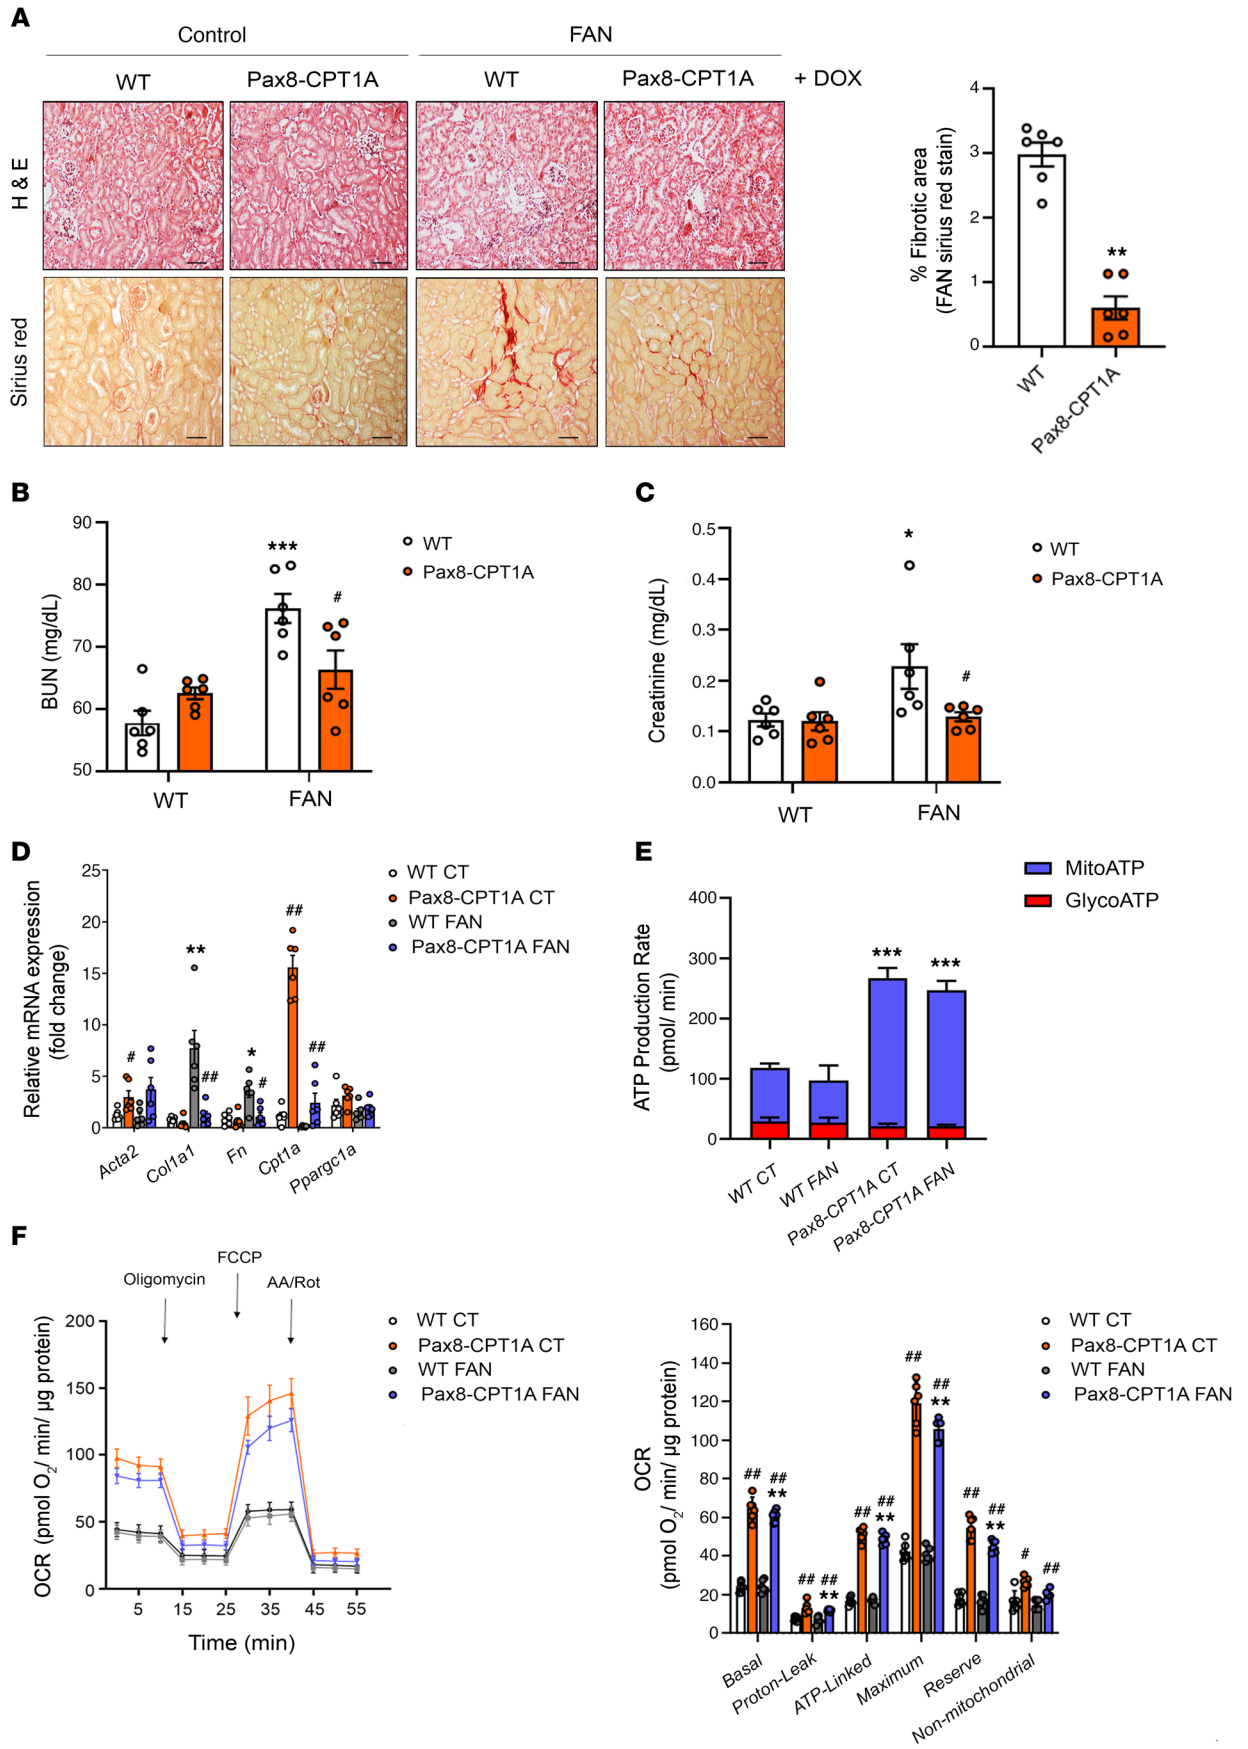 A
Control
FAN
WT
Pax8-CPT1A
WT
Pax8-CPT1A
+ DOX
H & E
Sirius red
% Fibrotic area
(FAN sirius red stain)
4
3
2
1
0
**
WT
Pax8-CPT1A
B
BUN (mg/dL)
90
80
70
60
50
***
#
WT
FAN
WT
Pax8-CPT1A
C
Creatinine (mg/dL)
0.5
0.4
0.3
0.2
0.1
0.0
*
#
WT
FAN
WT
Pax8-CPT1A
D
Relative mRNA expression
(fold change)
25
20
15
10
5
0
#
**
##
*
#
##
##
Acta2
Col1a1
Fn
Cpt1a
Ppargc1a
WT CT
Pax8-CPT1A CT
WT FAN
Pax8-CPT1A FAN
E
MitoATP
GlycoATP
ATP Production Rate
(pmol/ min)
400
300
200
100
0
***
***
WT CT
WT FAN
Pax8-CPT1A CT
Pax8-CPT1A FAN
F
Oligomycin
FCCP
AA/Rot
OCR (pmol O2/ min/ µg protein)
200
150
100
50
0
5 15 25 35 45 55
Time (min)
WT CT
Pax8-CPT1A CT
WT FAN
Pax8-CPT1A FAN
OCR
(pmol O2/ min/ µg protein)
160
140
120
100
80
60
40
20
0
##
##
**
##
##
**
##
##
**
##
##
**
##
##
**
#
##
Basal
Proton-Leak
ATP-Linked
Maximum
Reserve
Non-mitochondrial
WT CT
Pax8-CPT1A CT
WT FAN
Pax8-CPT1A FAN